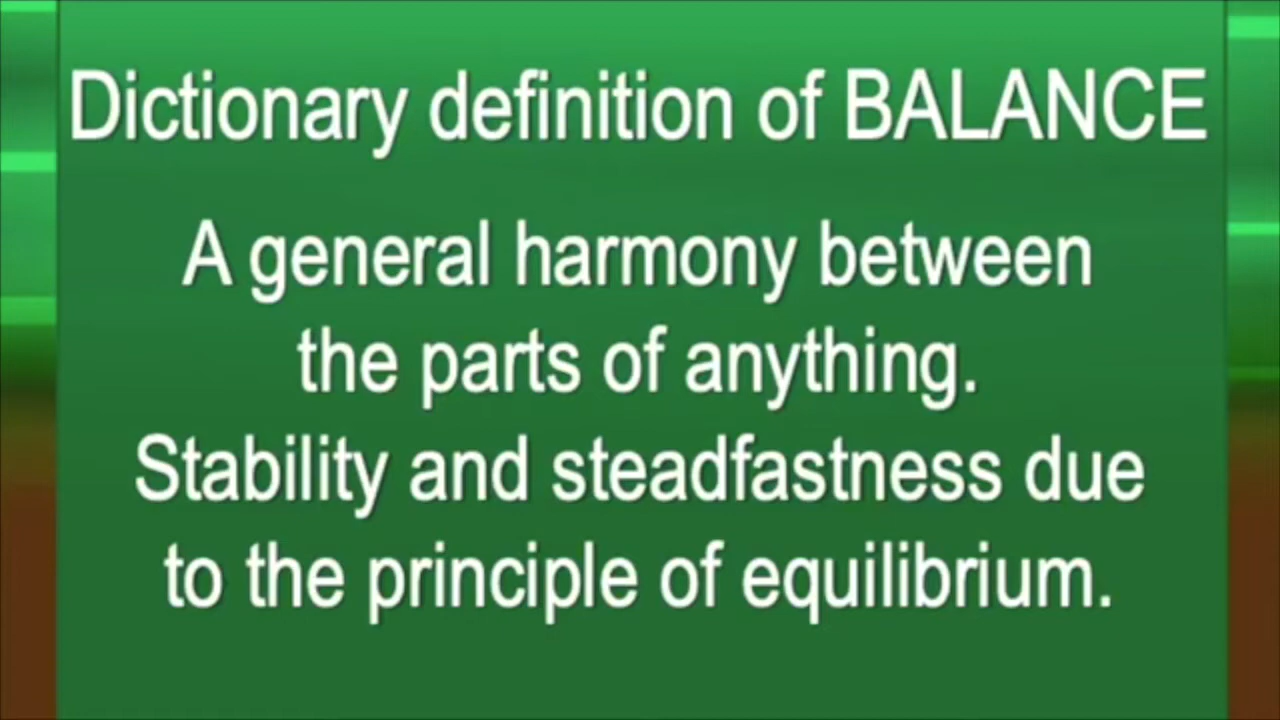 Dictionary definition of BALANCE
A general harmony between
the parts of anything.
Stability and steadfastness due
to the principle of equilibrium.